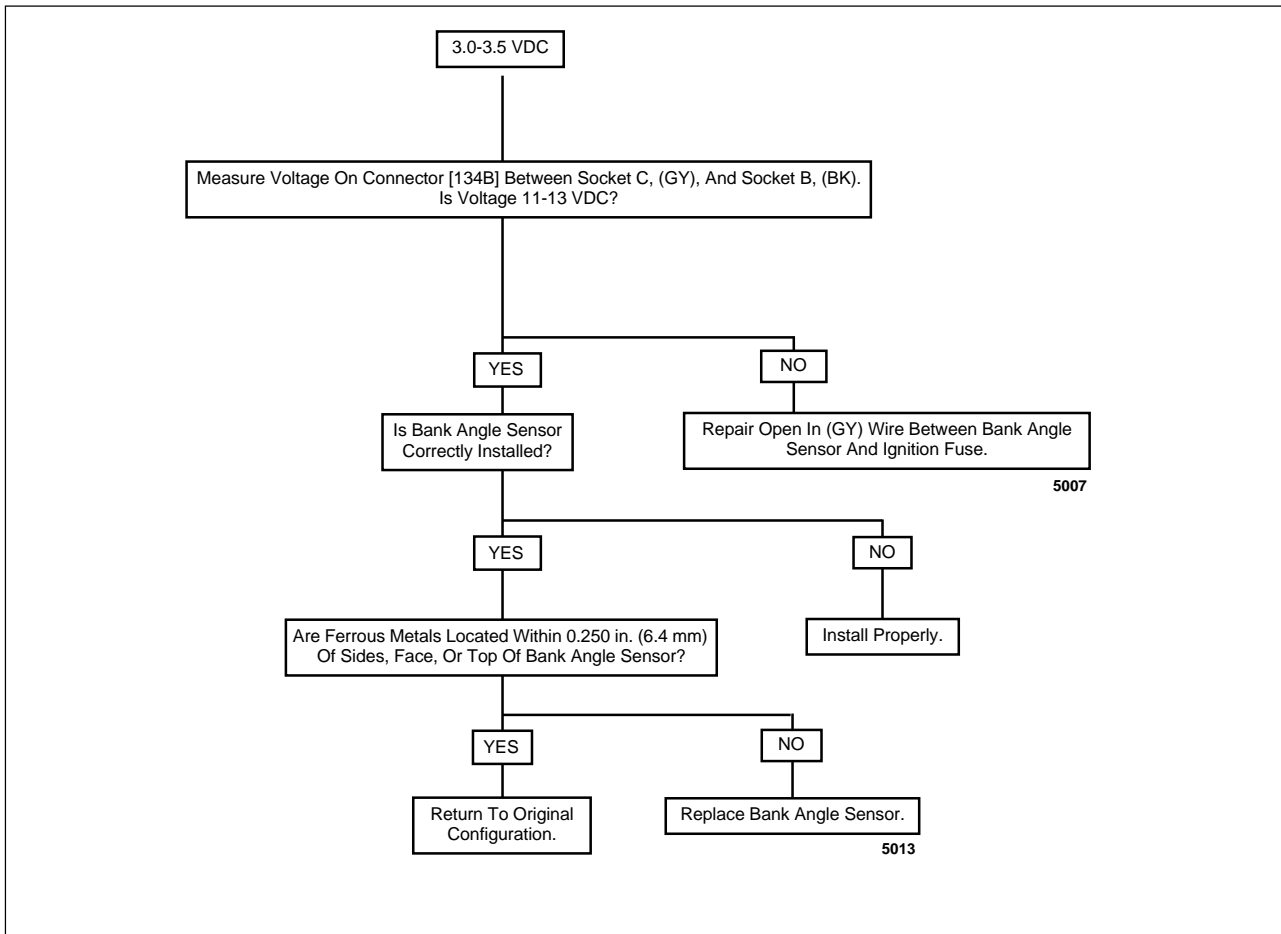 3.0-3.5 VDC
Measure Voltage On Connector [134B] Between Socket C, (GY), And Socket B, (BK).
Is Voltage 11-13 VDC?
YES
NO
Is Bank Angle Sensor
Correctly Installed?
Repair Open In (GY) Wire Between Bank Angle
Sensor And Ignition Fuse.
5007
YES
NO
Are Ferrous Metals Located Within 0.250 in. (6.4 mm)
Of Sides, Face, Or Top Of Bank Angle Sensor?
Install Properly.
YES
NO
Return To Original
Configuration.
Replace Bank Angle Sensor.
5013